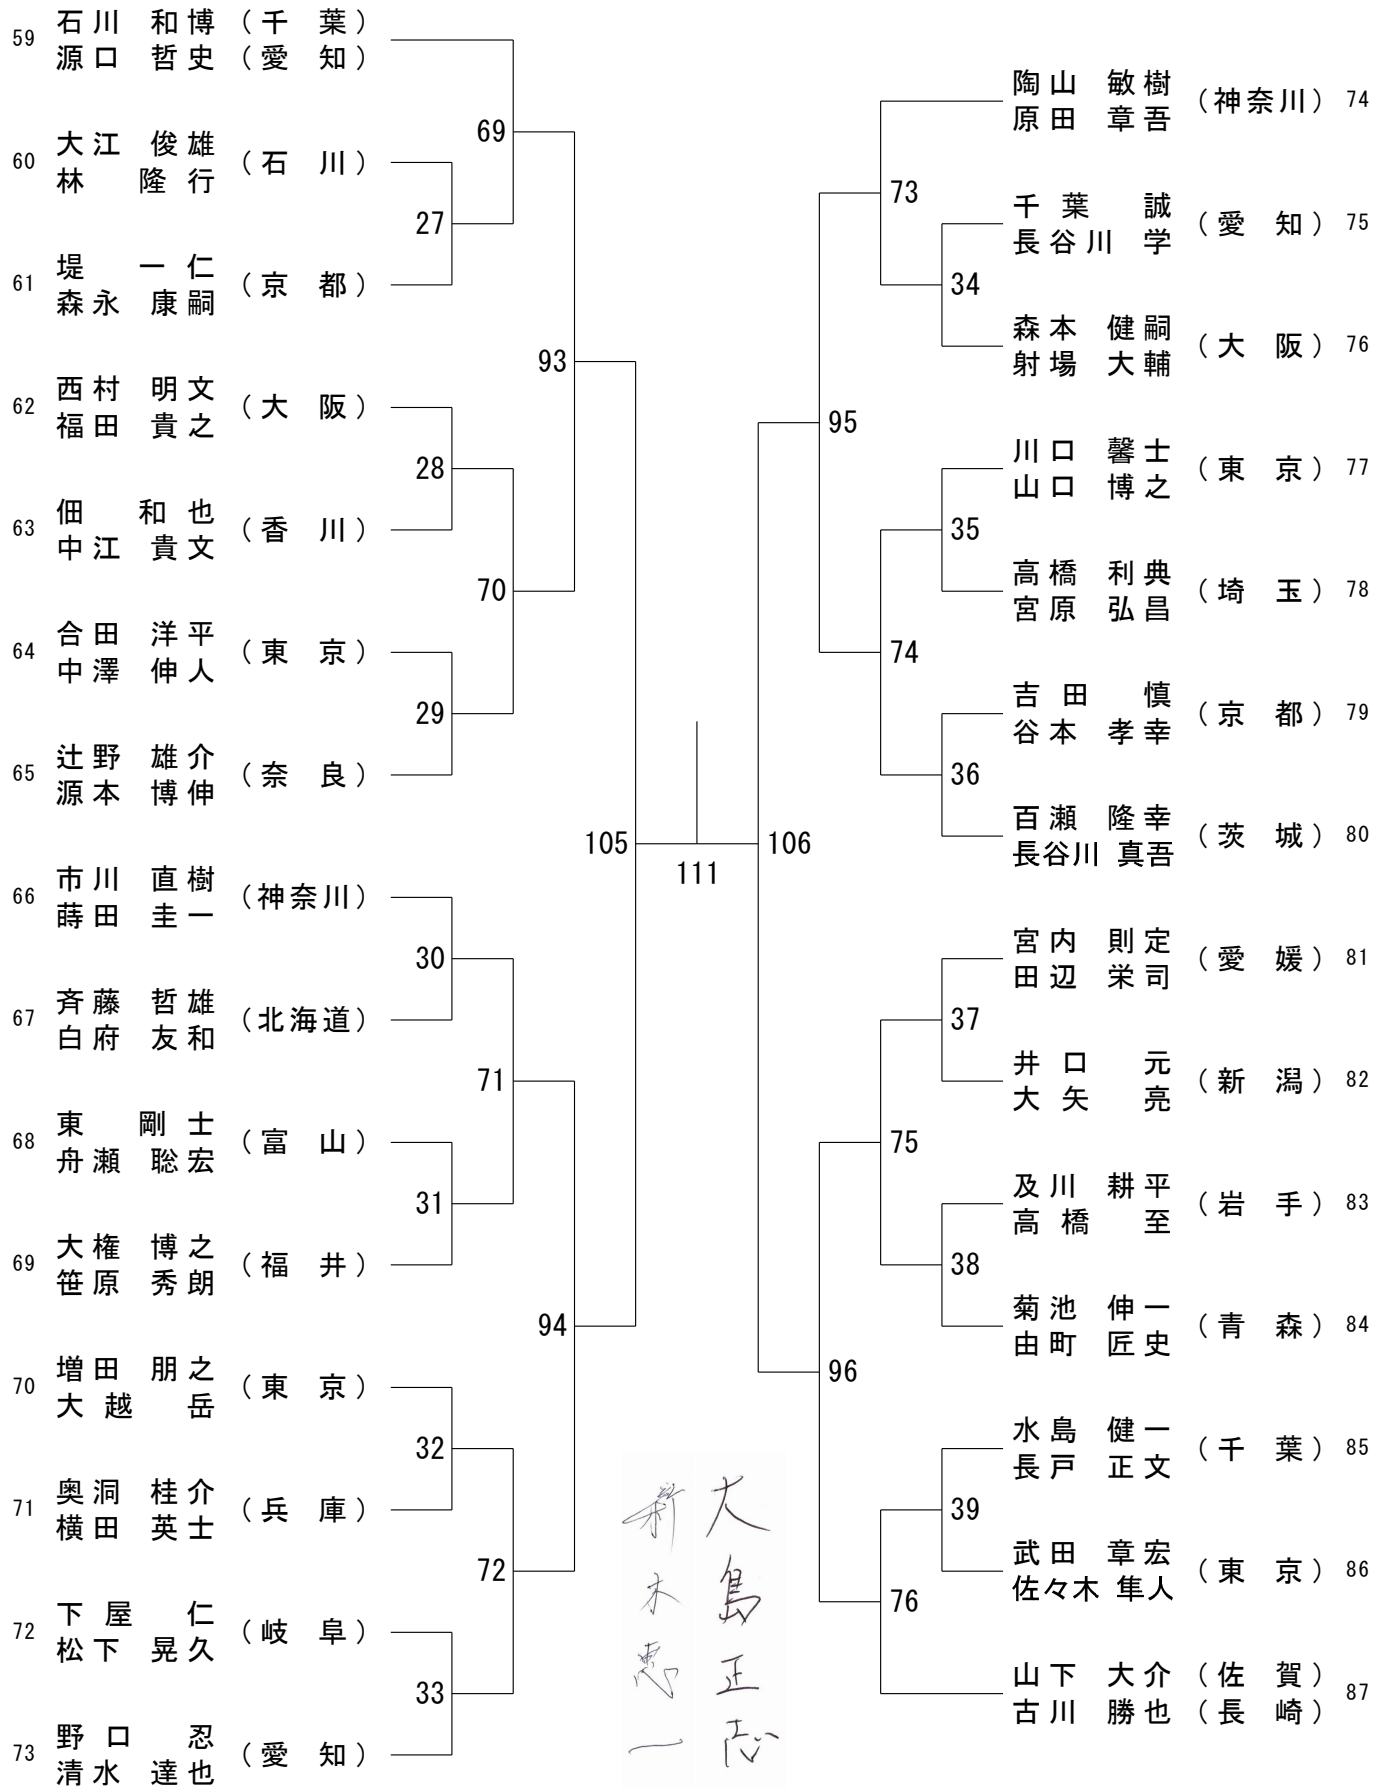 59 石川 和博 (千 葉)
源口 哲史 (愛 知)
60 大江 俊雄 (石 川)
林 隆行
61 堤 一仁 (京 都)
森永 康嗣
62 西村 明文 (大 阪)
福田 貴之
63 佃 和也 (香 川)
中江 貴文
64 合田 洋平 (東 京)
中澤 伸人
65 辻野 雄介 (奈 良)
源本 博伸
66 市川 直樹 (神奈川)
蒔田 圭一
67 斉藤 哲雄 (北海道)
白府 友和
68 東 剛士 (富 山)
舟瀬 聡宏
69 大権 博之 (福 井)
笹原 秀朗
70 増田 朋之 (東 京)
大越 岳
71 奥洞 桂介 (兵 庫)
横田 英士
72 下屋 仁 (岐 阜)
松下 晃久
73 野口 忍 (愛 知)
清水 達也
69
27
93
28
70
29
105
30
71
31
94
32
72
33
111
106
73
34
95
35
74
36
37
75
38
96
39
76
陶山 敏樹 (神奈川) 74
原田 章吾
千葉 誠 (愛 知) 75
長谷川 学
森本 健嗣 (大 阪) 76
射場 大輔
川口 馨士 (東 京) 77
山口 博之
高橋 利典 (埼 玉) 78
宮原 弘昌
吉田 慎 (京 都) 79
谷本 孝幸
百瀬 隆幸 (茨 城) 80
長谷川 真吾
宮内 則定 (愛 媛) 81
田辺 栄司
井口 元 (新 潟) 82
大矢 亮
及川 耕平 (岩 手) 83
高橋 至
菊池 伸一 (青 森) 84
由町 匠史
水島 健一 (千 葉) 85
長戸 正文
武田 章宏 (東 京) 86
佐々木 隼人
山下 大介 (佐 賀) 87
古川 勝也 (長 崎)
大島正志
新木恵一